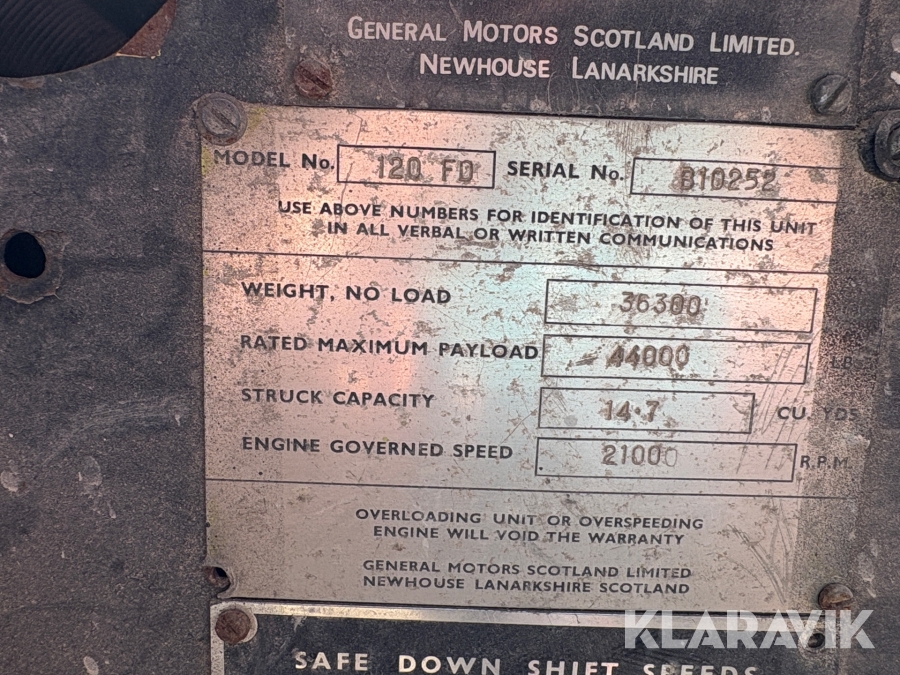 GENERAL MOTORS SCOTLAND LIMITED.
NEWHOUSE LANARKSHIRE
MODEL No. 120 FD SERIAL No. B10252
USE ABOVE NUMBERS FOR IDENTIFICATION OF THIS UNIT
IN ALL VERBAL OR WRITTEN COMMUNICATIONS
WEIGHT, NO LOAD 36300
RATED MAXIMUM PAYLOAD 44000 LB
STRUCK CAPACITY 14.7 CU. YDS
ENGINE GOVERNED SPEED 21000 R.P.M.
OVERLOADING UNIT OR OVERSPEEDING
ENGINE WILL VOID THE WARRANTY
GENERAL MOTORS SCOTLAND LIMITED
NEWHOUSE LANARKSHIRE SCOTLAND
SAFE DOWN SHIFT SPEEDS
KLARAVIK